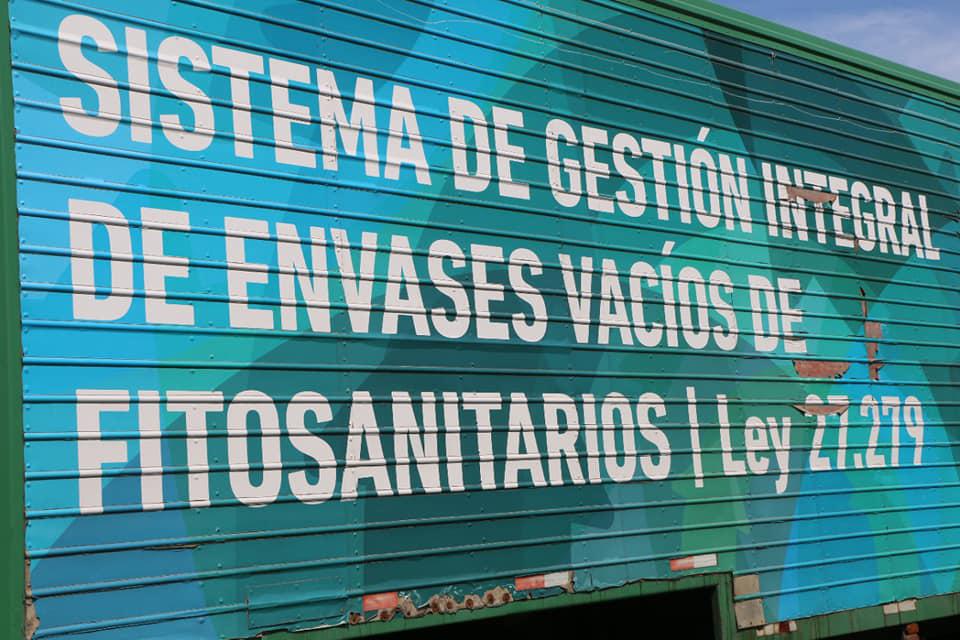 SISTEMA DE GESTIÓN INTEGRAL
DE ENVASES VACÍOS DE
FITOSANITARIOS | Ley 27.279